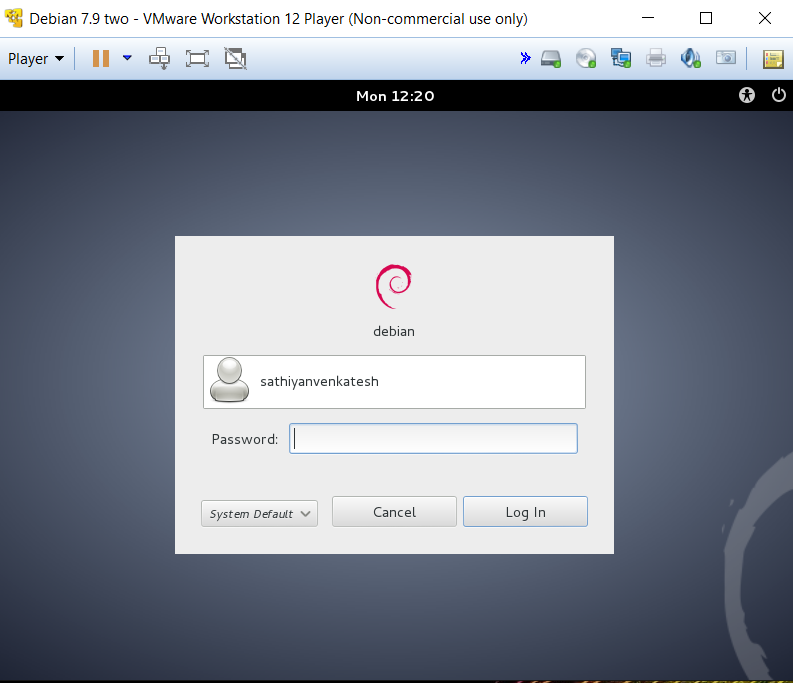 Debian 7.9 two - VMware Workstation 12 Player (Non-commercial use only)
Player
Mon 12:20
debian
sathiyanvenkatesh
Password:
System Default
Cancel
Log In